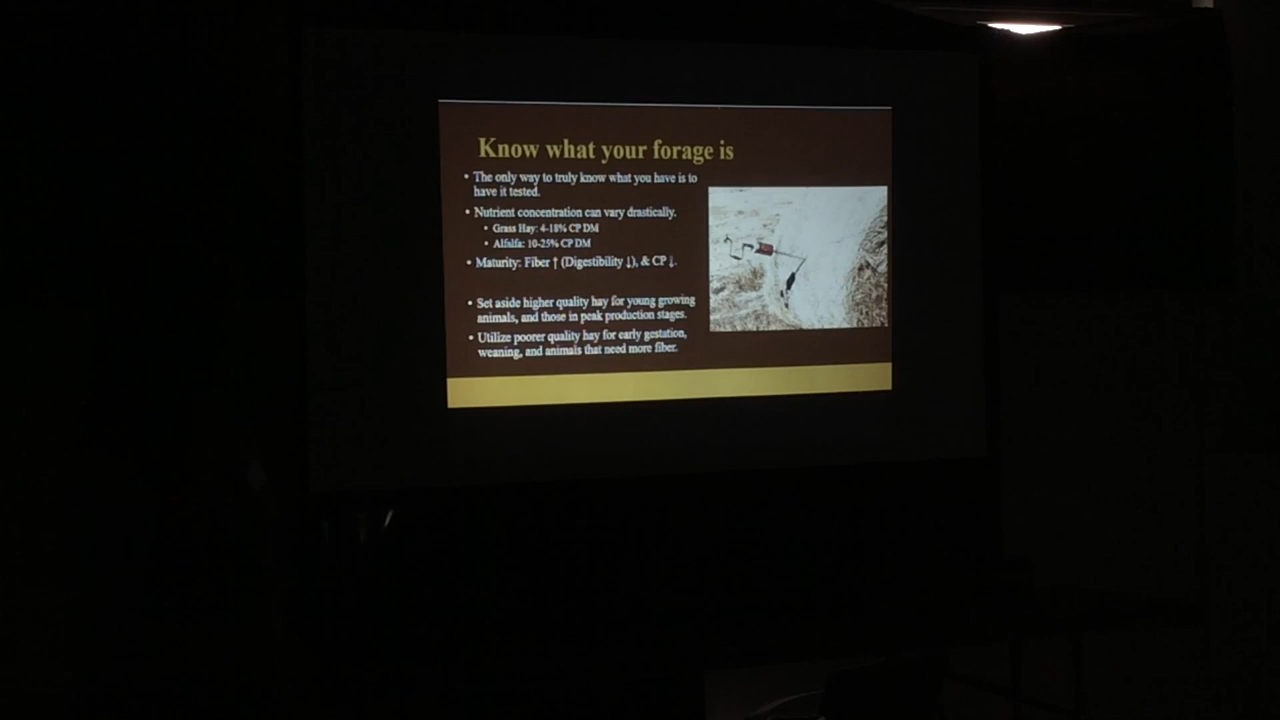 Know what your forage is
• The only way to truly know what you have is to
have it tested.
• Nutrient concentration can vary drastically.
• Grass Hay: 4-18% CP DM
• Alfalfa: 10-25% CP DM
• Maturity: Fiber ↑ (Digestibility ↓), & CP ↓.
• Set aside higher quality hay for young growing
animals, and those in peak production stages.
• Utilize poorer quality hay for early gestation,
weaning, and animals that need more fiber.